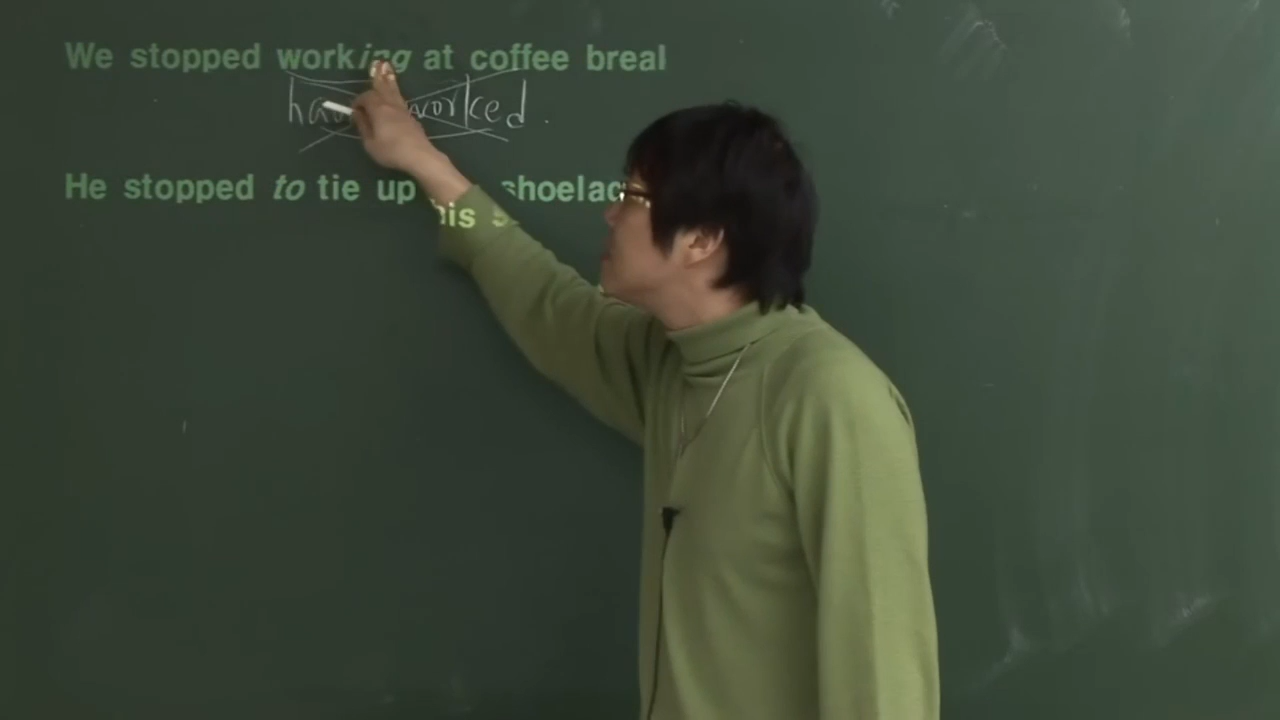 We stopped working at coffee breal
worked.
He stopped to tie up his shoelac